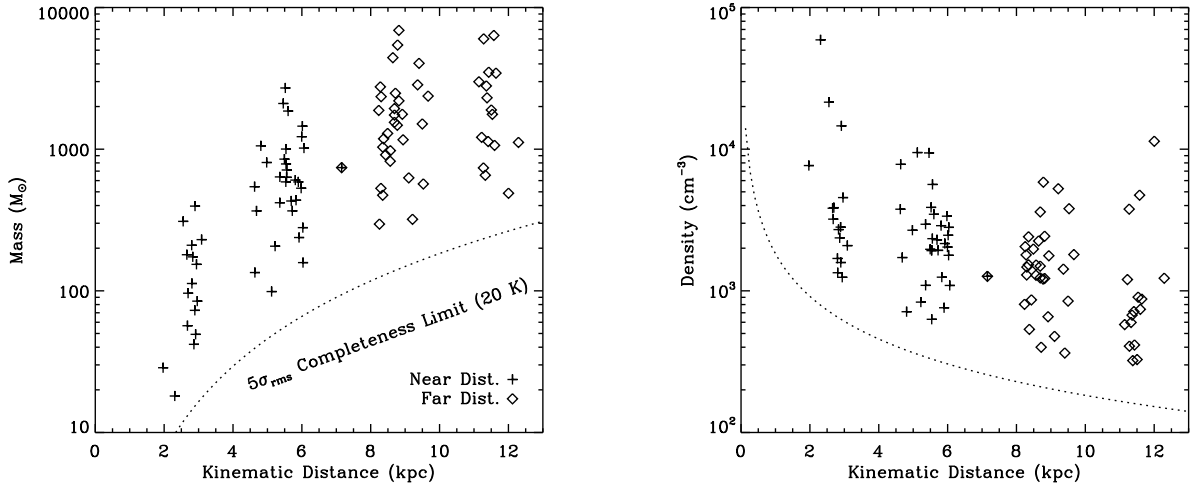 10000
1000
100
10
Mass (M☉)
0 2 4 6 8 10 12
Kinematic Distance (kpc)
5σrms Completeness Limit (20 K)
Near Dist. +
Far Dist. ◇
10⁵
10⁴
10³
10²
Density (cm⁻³)
0 2 4 6 8 10 12
Kinematic Distance (kpc)